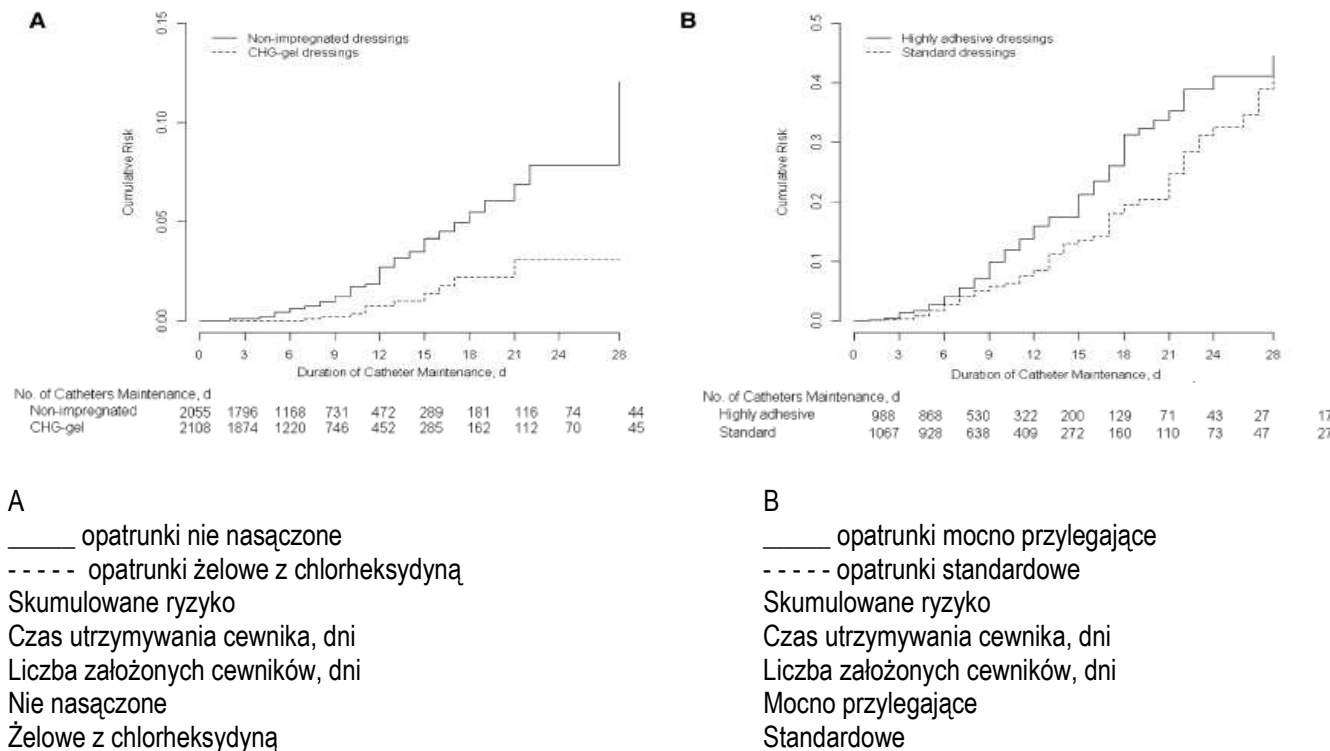 A
0.15
0.10
0.05
0.00
Cumulative Risk
Non-impregnated dressings
CHG-gel dressings
0 3 6 9 12 15 18 21 24 28
Duration of Catheter Maintenance, d
No. of Catheters Maintenance, d
Non-impregnated 2055 1796 1168 731 472 289 181 116 74 44
CHG-gel 2108 1874 1220 746 452 285 162 112 70 45
B
0.5
0.4
0.3
0.2
0.1
0.0
Cumulative Risk
Highly adhesive dressings
Standard dressings
0 3 6 9 12 15 18 21 24 28
Duration of Catheter Maintenance, d
No. of Catheters Maintenance, d
Highly adhesive 988 868 530 322 200 129 71 43 27 17
Standard 1067 928 638 409 272 160 110 73 47 27
A
_____ opatrunki nie nasączone
- - - - - opatrunki żelowe z chlorheksydyną
Skumulowane ryzyko
Czas utrzymywania cewnika, dni
Liczba założonych cewników, dni
Nie nasączone
Żelowe z chlorheksydyną
B
_____ opatrunki mocno przylegające
- - - - - opatrunki standardowe
Skumulowane ryzyko
Czas utrzymywania cewnika, dni
Liczba założonych cewników, dni
Mocno przylegające
Standardowe